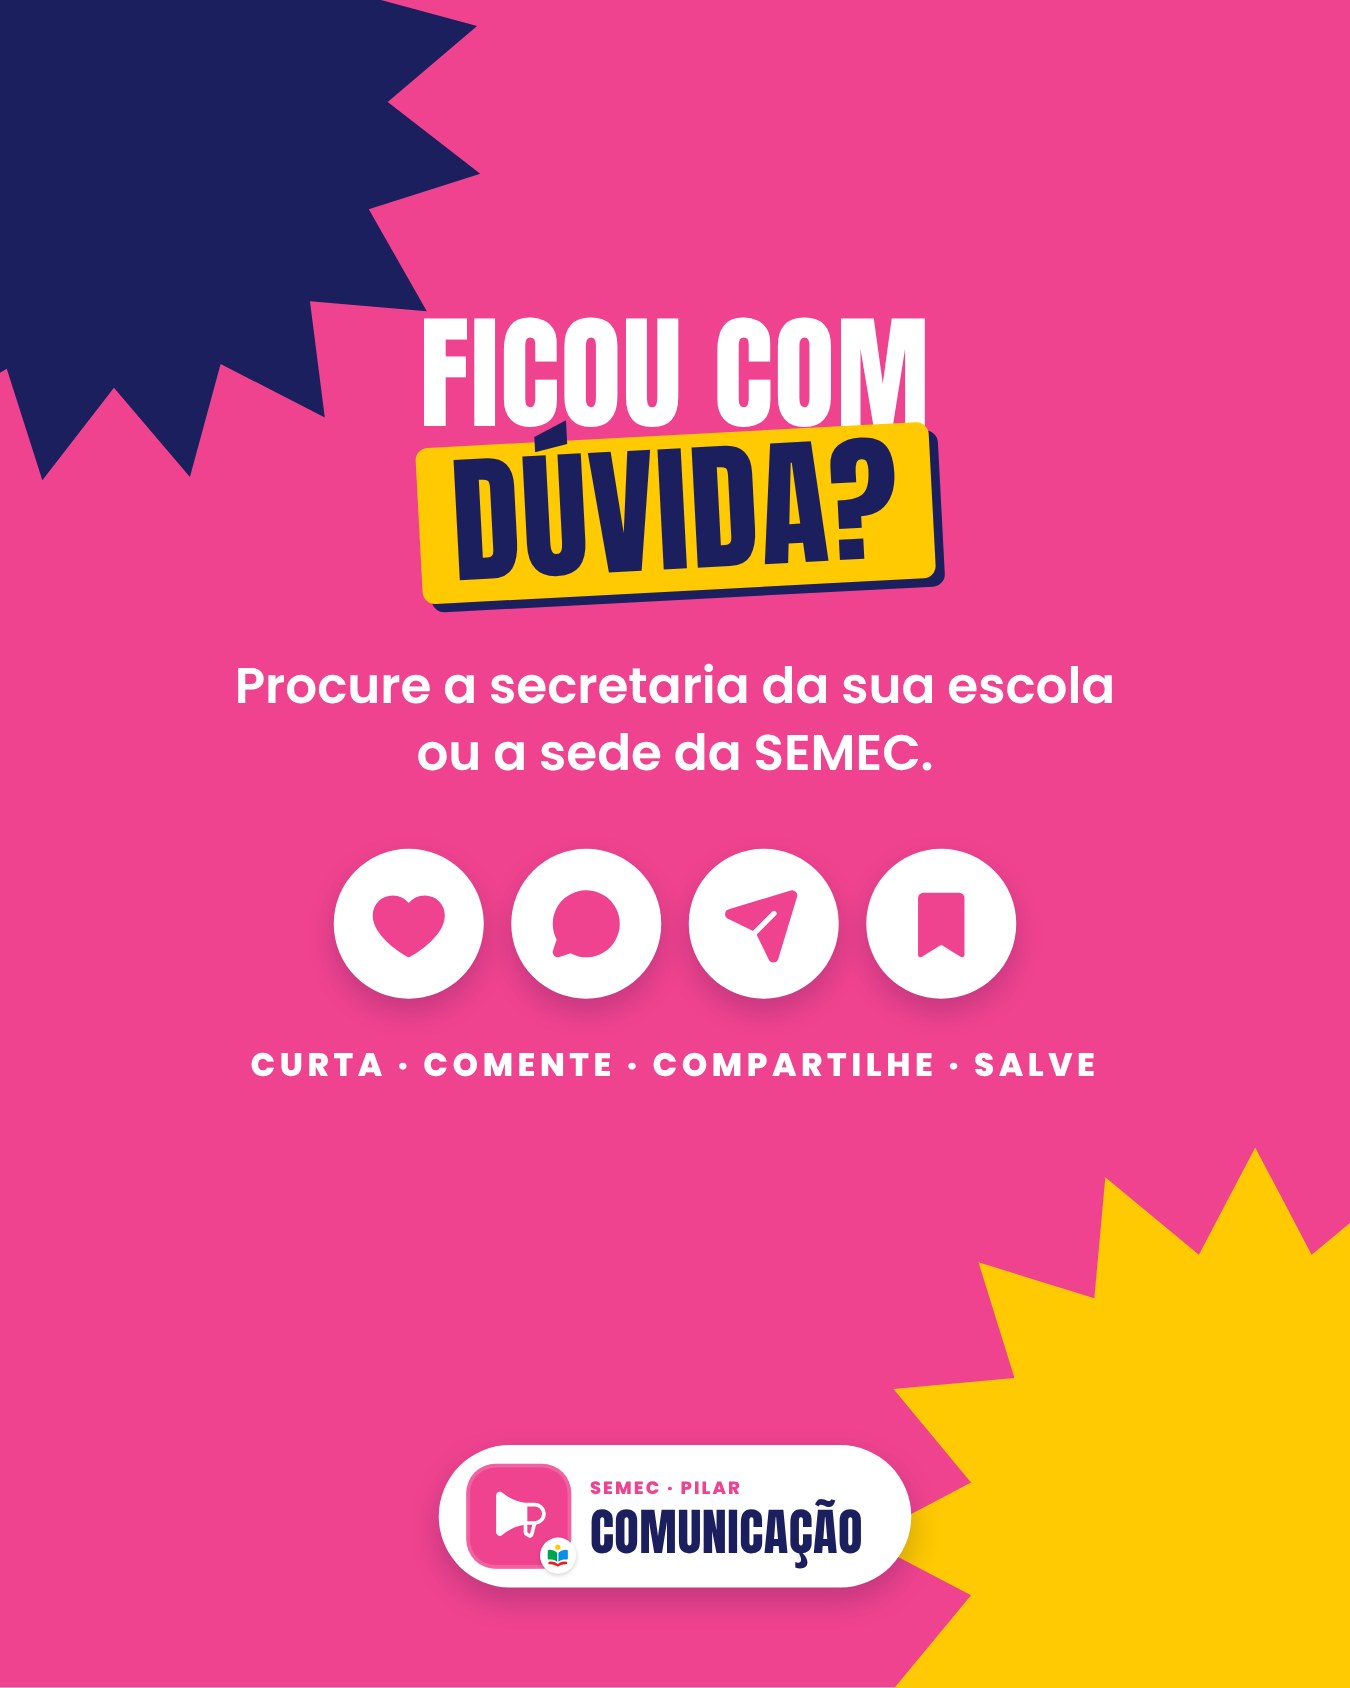 FICOU COM
DÚVIDA?
Procure a secretaria da sua escola
ou a sede da SEMEC.
CURTA · COMENTE · COMPARTILHE · SALVE
SEMEC · PILAR
COMUNICAÇÃO